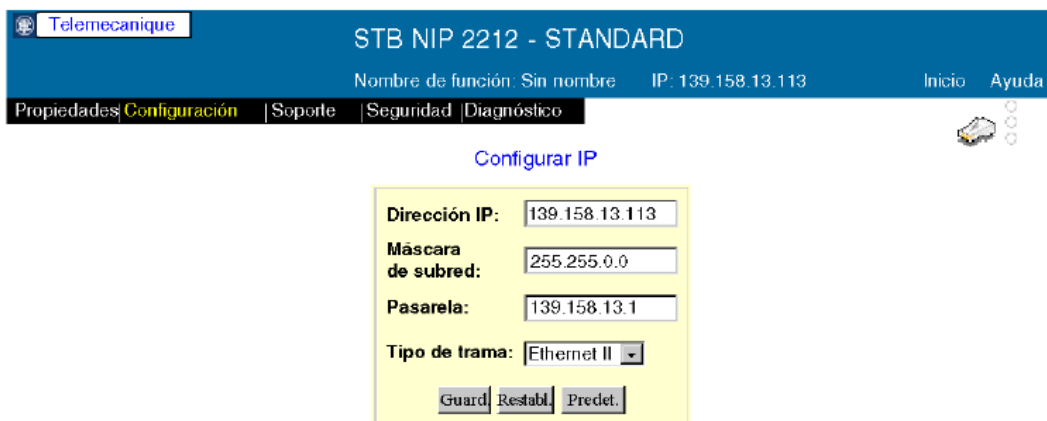 Telemecanique
STB NIP 2212 - STANDARD
Nombre de función: Sin nombre IP: 139.158.13.113 Inicio Ayuda
Propiedades|Configuración |Soporte |Seguridad |Diagnóstico
Configurar IP
Dirección IP: 139.158.13.113
Máscara
de subred: 255.255.0.0
Pasarela: 139.158.13.1
Tipo de trama: Ethernet II
Guard. Restabl. Predet.